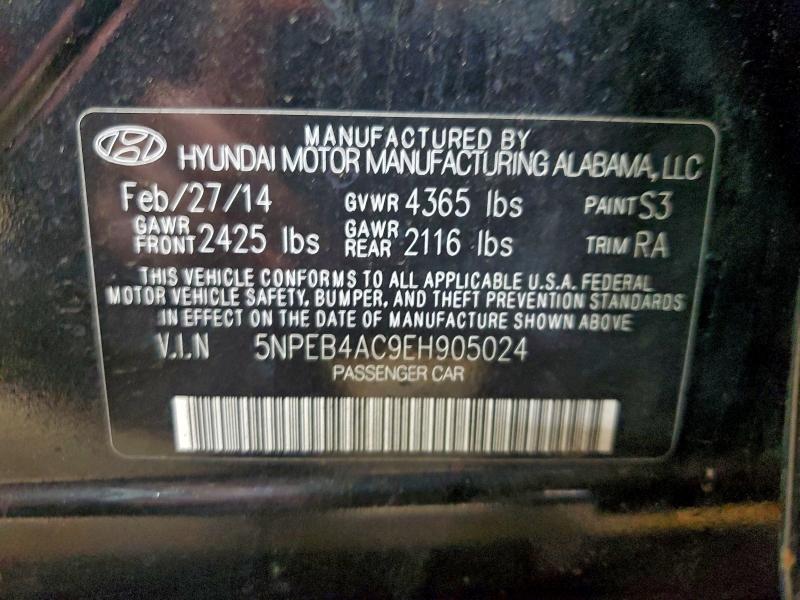 MANUFACTURED BY
HYUNDAI MOTOR MANUFACTURING ALABAMA, LLC
Feb/27/14 GVWR 4365 lbs PAINT S3
GAWR FRONT 2425 lbs GAWR REAR 2116 lbs TRIM RA
THIS VEHICLE CONFORMS TO ALL APPLICABLE U.S.A. FEDERAL
MOTOR VEHICLE SAFETY, BUMPER, AND THEFT PREVENTION STANDARDS
IN EFFECT ON THE DATE OF MANUFACTURE SHOWN ABOVE
V.I.N 5NPEB4AC9EH905024
PASSENGER CAR